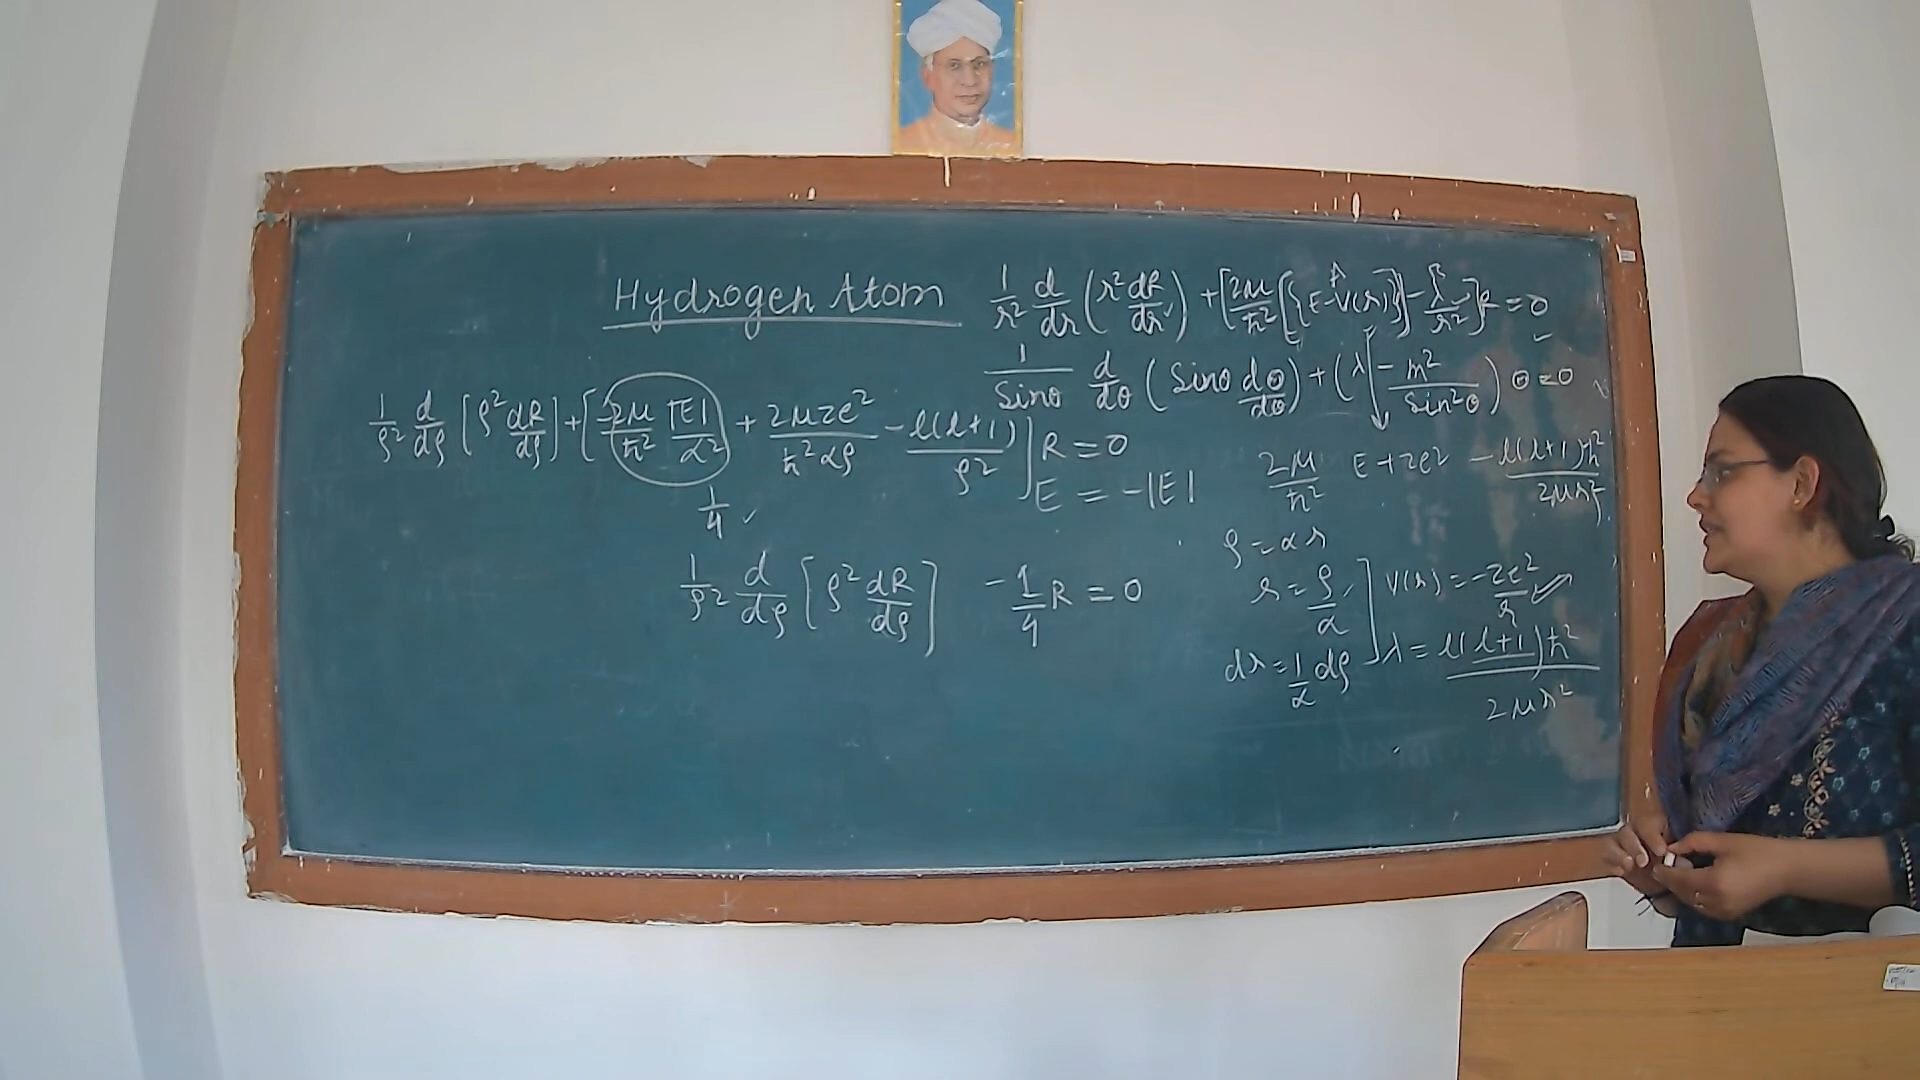 Hydrogen Atom
1/r² d/dr (r² dR/dr) + [2μ/ħ² [{E-V(r)}] - λ/r²] R = 0
1/Sinθ d/dθ (Sinθ dΘ/dθ) + (λ - m²/Sin²θ) Θ = 0
1/ρ² d/dρ [ρ² dR/dρ] + [-2μ/ħ² |E|/α² + 2μze²/ħ²αρ - l(l+1)/ρ²] R = 0
E = -|E|
1/4
2μ/ħ² E + ze² - l(l+1)ħ²/2μr²
1/ρ² d/dρ [ρ² dR/dρ] - 1/4 R = 0
ρ = αr
r = ρ/α
dr = 1/α dρ
V(r) = -ze²/r
λ = l(l+1)ħ²/2μr²